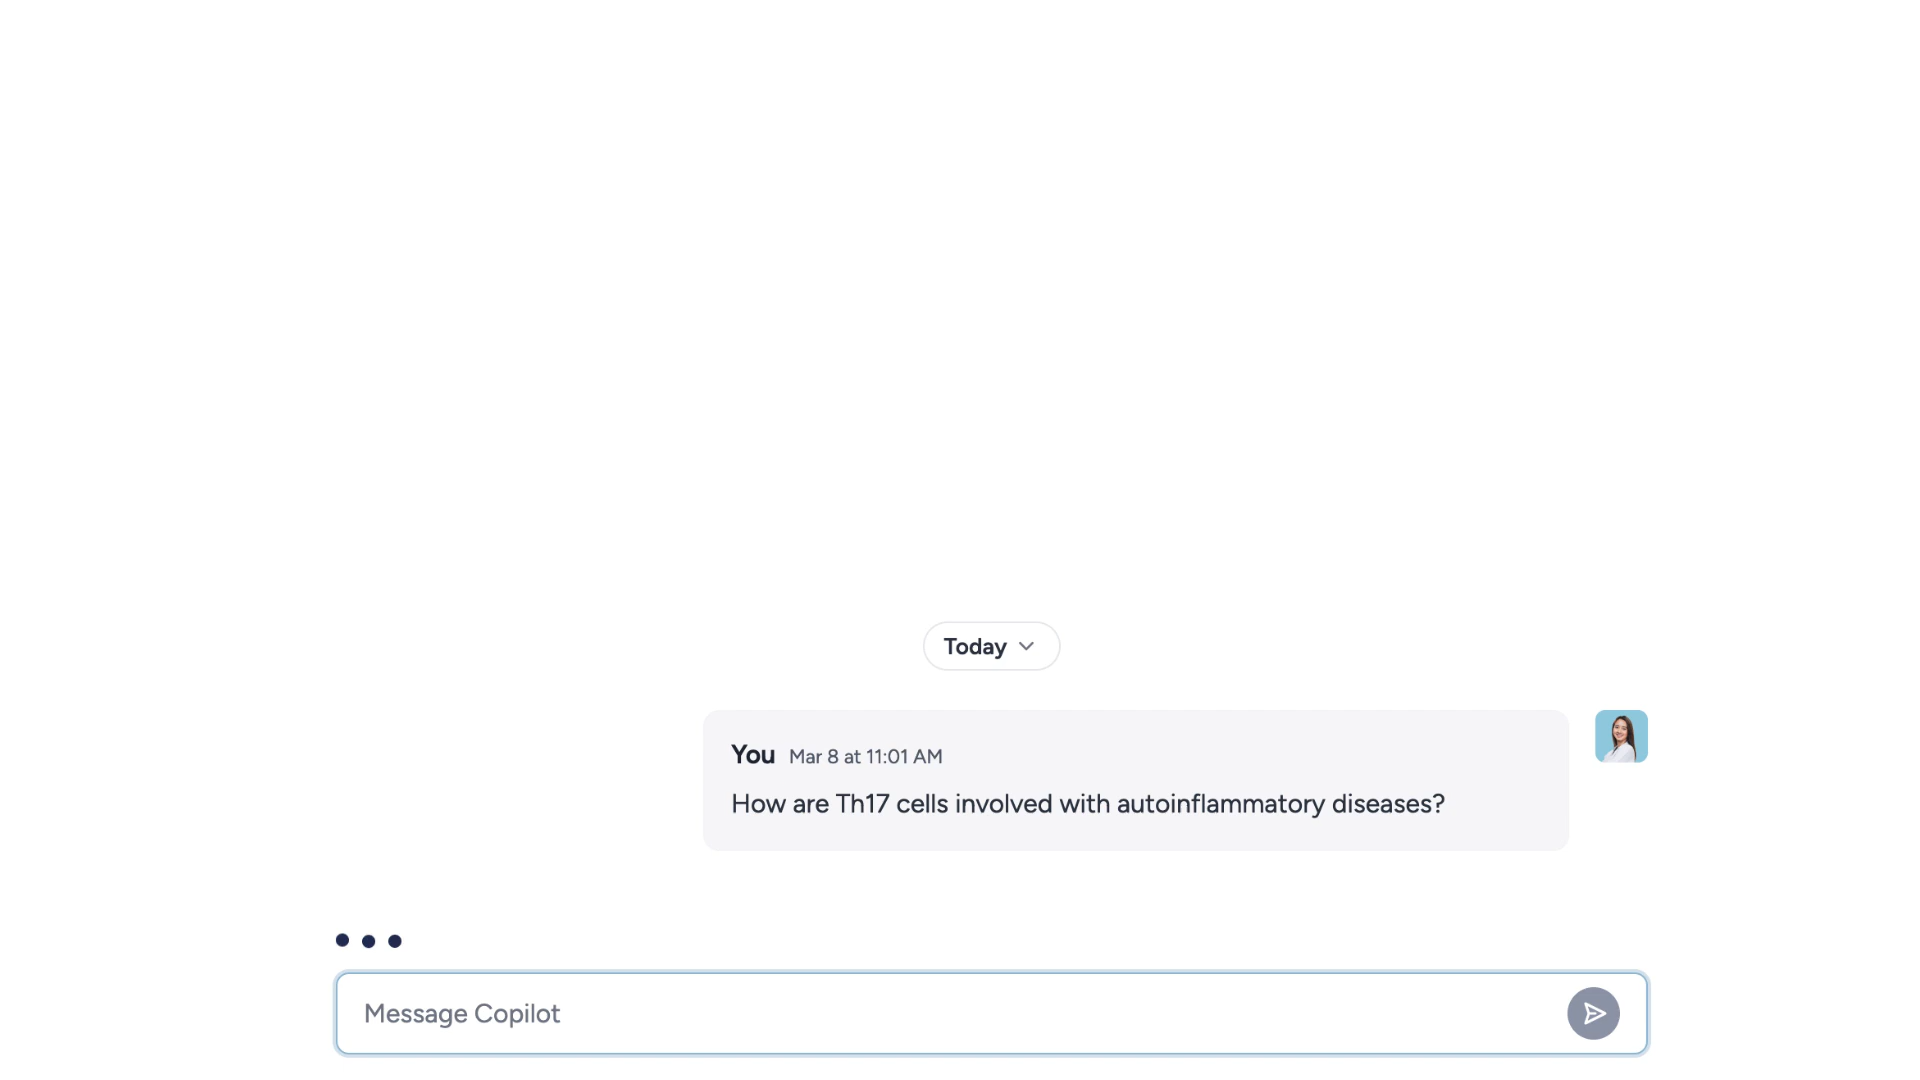 Today
You Mar 8 at 11:01 AM
How are Th17 cells involved with autoinflammatory diseases?
Message Copilot